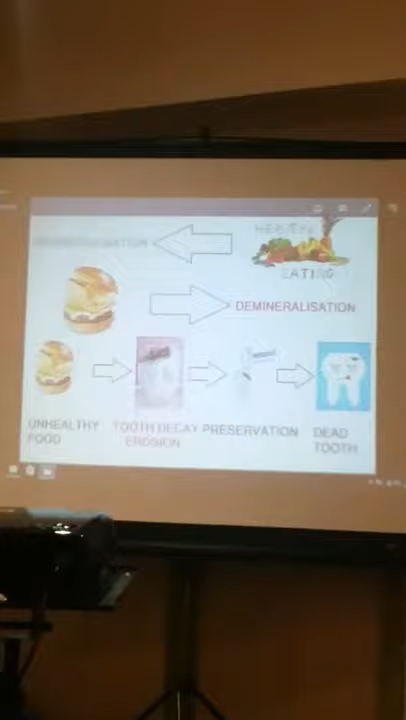 HEALTHY
EATING
DEMINERALISATION
UNHEALTHY
FOOD
TOOTH DECAY
EROSION
PRESERVATION
DEAD
TOOTH